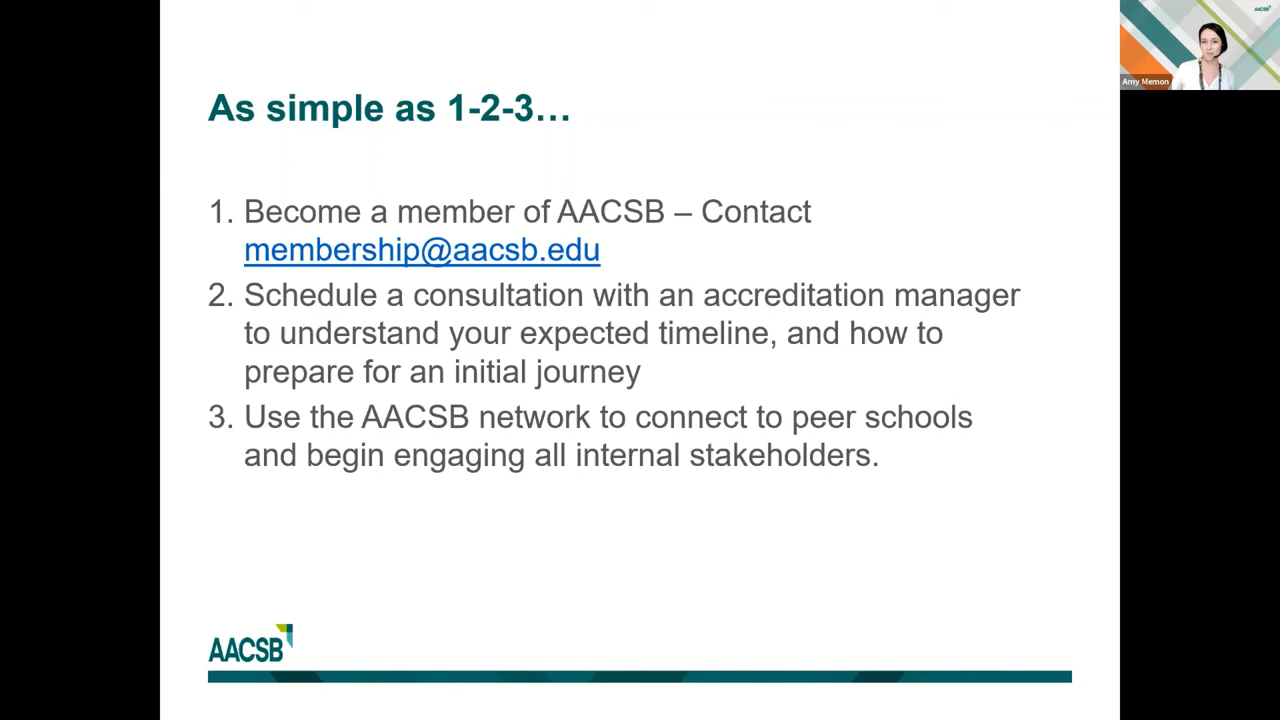 AACSB
Amy Memon
As simple as 1-2-3…
1. Become a member of AACSB – Contact
membership@aacsb.edu
2. Schedule a consultation with an accreditation manager
to understand your expected timeline, and how to
prepare for an initial journey
3. Use the AACSB network to connect to peer schools
and begin engaging all internal stakeholders.
AACSB